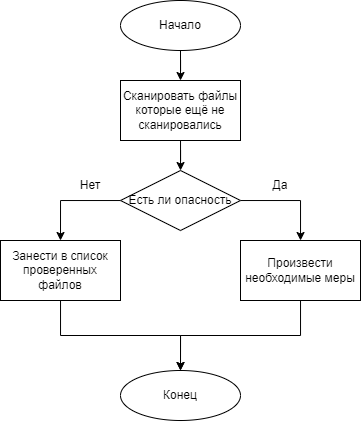 Начало
Сканировать файлы
которые ещё не
сканировались
Нет
Да
Есть ли опасность
Занести в список
проверенных
файлов
Произвести
необходимые меры
Конец